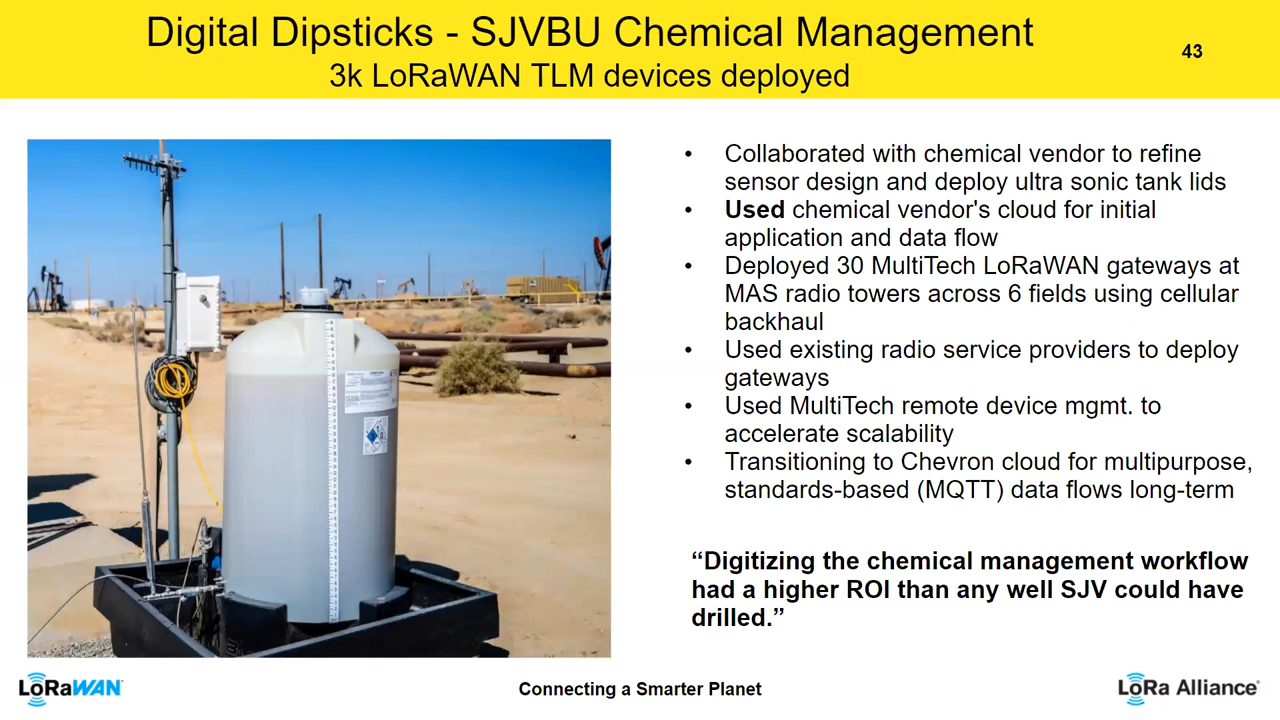 Digital Dipsticks - SJVBU Chemical Management
3k LoRaWAN TLM devices deployed
43
• Collaborated with chemical vendor to refine
sensor design and deploy ultra sonic tank lids
• Used chemical vendor's cloud for initial
application and data flow
• Deployed 30 MultiTech LoRaWAN gateways at
MAS radio towers across 6 fields using cellular
backhaul
• Used existing radio service providers to deploy
gateways
• Used MultiTech remote device mgmt. to
accelerate scalability
• Transitioning to Chevron cloud for multipurpose,
standards-based (MQTT) data flows long-term
“Digitizing the chemical management workflow
had a higher ROI than any well SJV could have
drilled.”
LoRaWAN
Connecting a Smarter Planet
LoRa Alliance